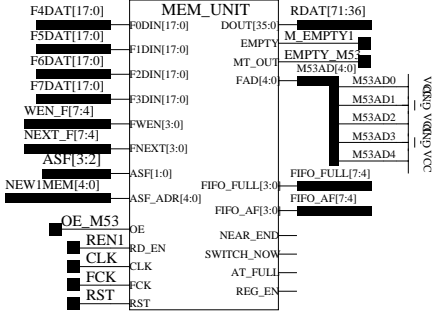 F4DAT[17:0] MEM_UNIT RDAT[71:36]
F0DIN[17:0] DOUT[35:0]
F5DAT[17:0] M_EMPTY1
F1DIN[17:0] EMPTY
F6DAT[17:0] EMPTY_M53
F2DIN[17:0] MT_OUT
F7DAT[17:0] M53AD[4:0]
F3DIN[17:0] FAD[4:0] M53AD0
WEN_F[7:4] M53AD1
FWEN[3:0] M53AD2
NEXT_F[7:4] M53AD3
FNEXT[3:0] M53AD4
VCC
ASF[3:2] FIFO_FULL[7:4]
ASF[1:0] FIFO_FULL[3:0]
NEW1MEM[4:0] FIFO_AF[7:4]
ASF_ADR[4:0] FIFO_AF[3:0]
OE_M53
OE NEAR_END
REN1
RD_EN SWITCH_NOW
CLK
CLK AT_FULL
FCK
FCK REG_EN
RST
RST